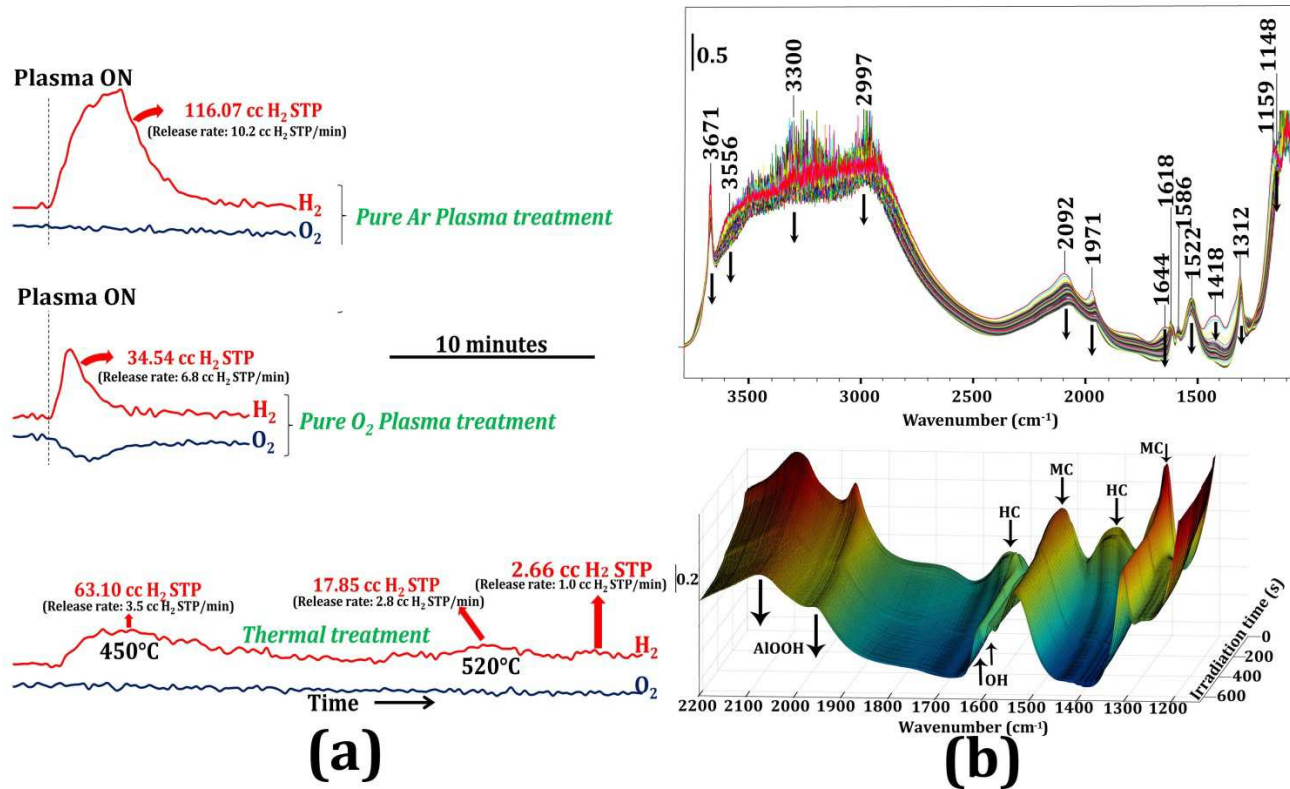 Plasma ON
116.07 cc H₂ STP
(Release rate: 10.2 cc H₂ STP/min)
H₂
O₂
Pure Ar Plasma treatment
Plasma ON
34.54 cc H₂ STP
(Release rate: 6.8 cc H₂ STP/min)
10 minutes
H₂
O₂
Pure O₂ Plasma treatment
63.10 cc H₂ STP
(Release rate: 3.5 cc H₂ STP/min)
450°C
Thermal treatment
17.85 cc H₂ STP
(Release rate: 2.8 cc H₂ STP/min)
520°C
2.66 cc H2 STP
(Release rate: 1.0 cc H₂ STP/min)
H₂
O₂
Time
(a)
0.5
3671
3556
3300
2997
2092
1971
1644
1618
1586
1522
1418
1312
1159
1148
3500
3000
2500
2000
1500
Wavenumber (cm⁻¹)
0.2
AlOOH
OH
HC
MC
HC
MC
2200
2100
2000
1900
1800
1700
1600
1500
1400
1300
1200
Wavenumber (cm⁻¹)
0
200
400
600
Irradiation time (s)
(b)